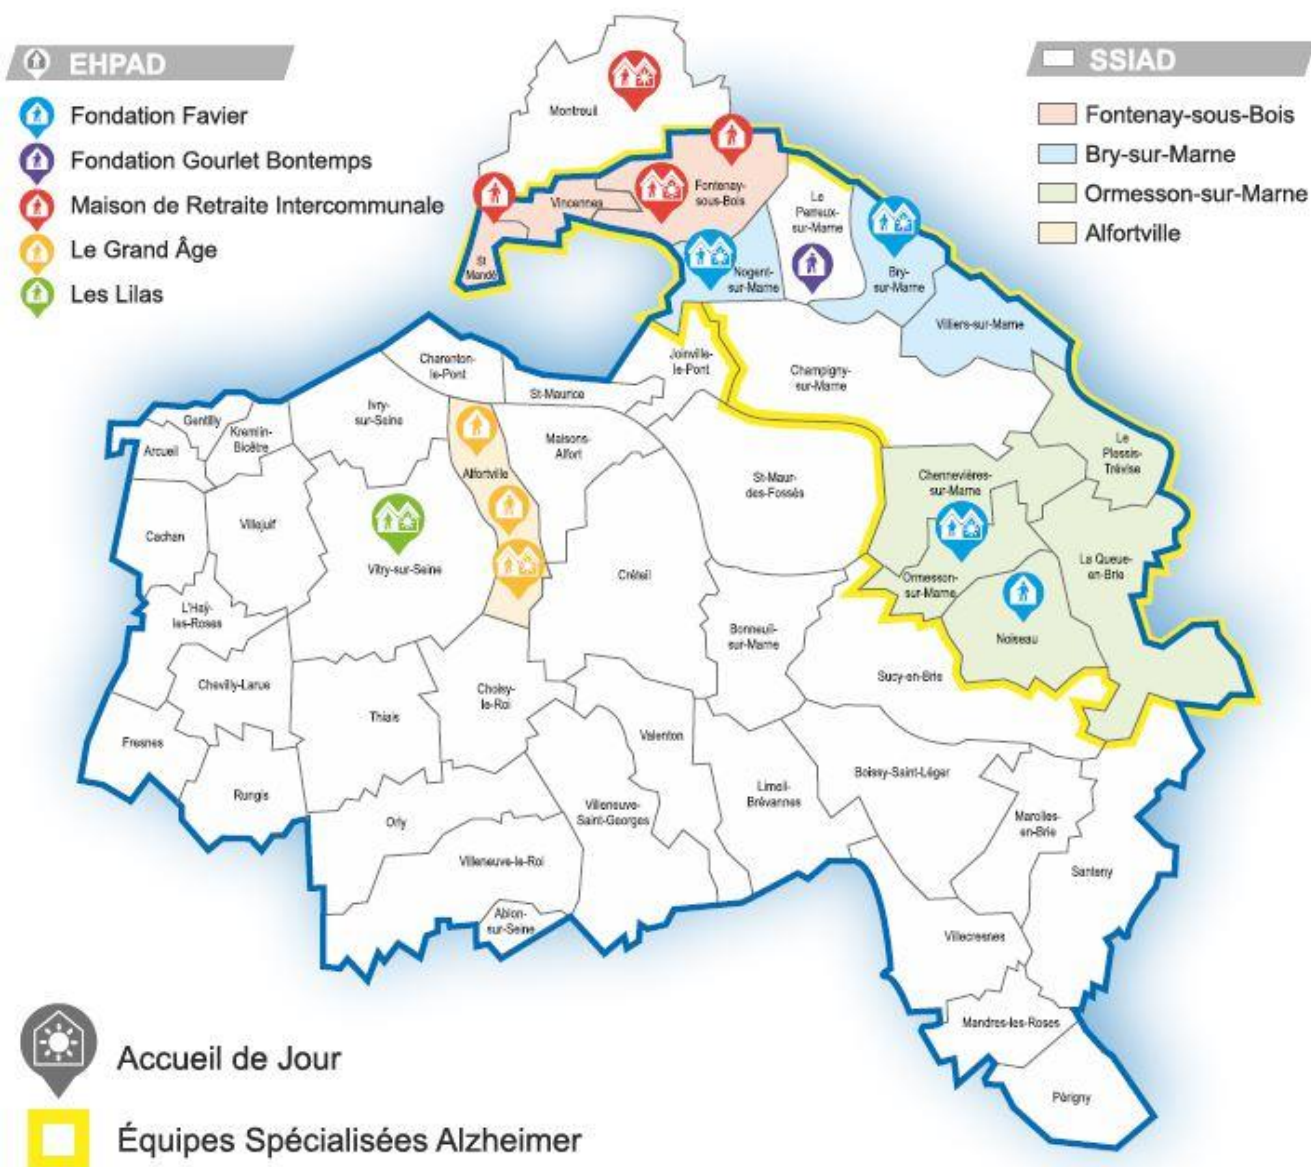 EHPAD
Fondation Favier
Fondation Gourlet Bontemps
Maison de Retraite Intercommunale
Le Grand Âge
Les Lilas
SSIAD
Fontenay-sous-Bois
Bry-sur-Marne
Ormesson-sur-Marne
Alfortville
Montreuil
Vincennes
Fontenay-
sous-Bois
St
Mandé
Le
Perreux-
sur-Marne
Nogent-
sur-Marne
Bry-
sur-Marne
Villiers-sur-Marne
Joinville-
le-Pont
Champigny-
sur-Marne
Charenton-
le-Pont
St-Maurice
Ivry-
sur-Seine
Gentilly
Kremlin-
Bicêtre
Arcueil
Maisons-
Alfort
Alfortville
St-Maur-
des-Fossés
Le
Plessis-
Trévise
Chennevières-
sur-Marne
Cachan
Villejuif
Vitry-sur-Seine
Créteil
Ormesson-
sur-Marne
La Queue-
en-Brie
L'Haÿ-
les-Roses
Bonneuil-
sur-Marne
Noiseau
Sucy-en-Brie
Chevilly-Larue
Thiais
Choisy-
le-Roi
Fresnes
Rungis
Valenton
Limeil-
Brévannes
Boissy-Saint-Léger
Villeneuve-
Saint-Georges
Orly
Marolles-
en-Brie
Villeneuve-le-Roi
Santeny
Ablon-
sur-Seine
Villecresnes
Mandres-les-Roses
Périgny
Accueil de Jour
Équipes Spécialisées Alzheimer